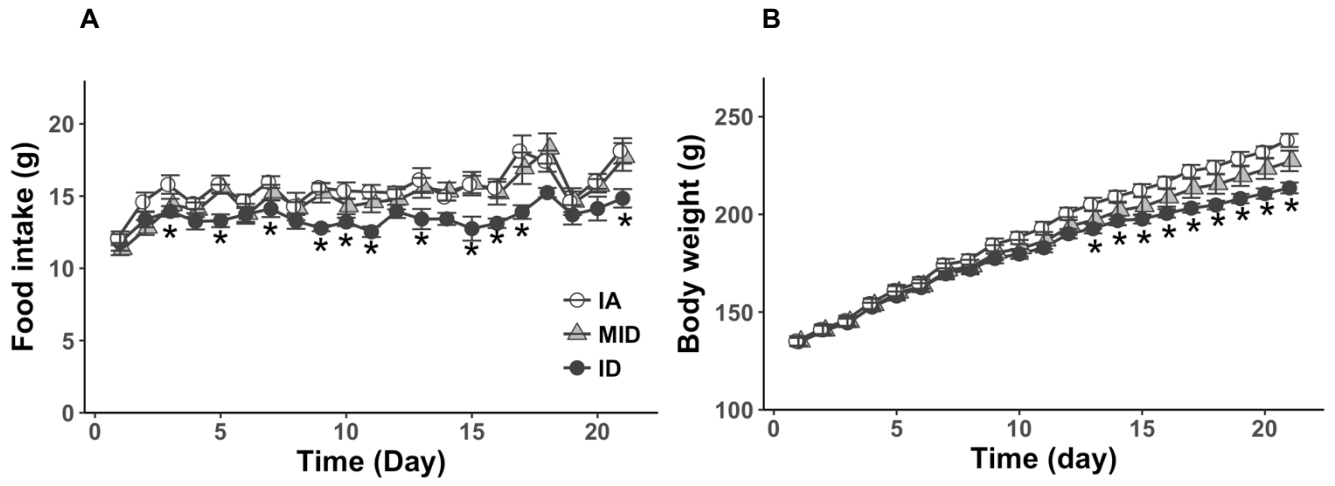 A
Food intake (g)
20
15
10
5
0
* * * * * * * * * * *
IA
MID
ID
0 5 10 15 20
Time (Day)
B
Body weight (g)
250
200
150
100
* * * * * * * * *
0 5 10 15 20
Time (day)